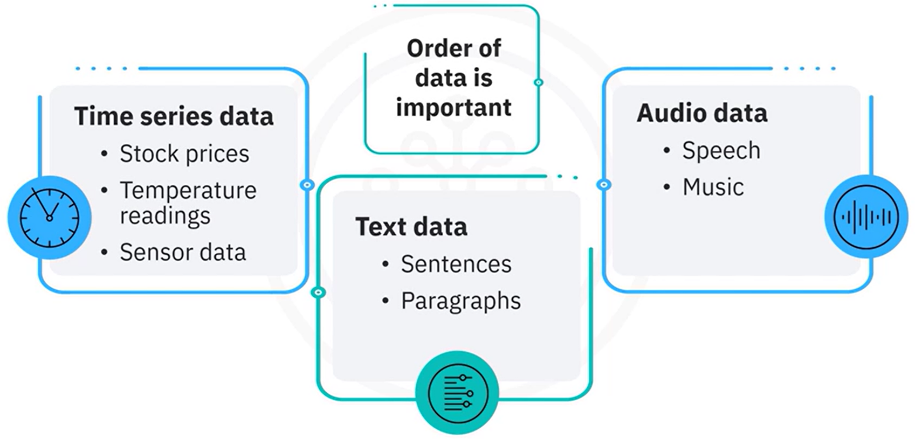 Order of
data is
important
Time series data
• Stock prices
• Temperature
readings
• Sensor data
Text data
• Sentences
• Paragraphs
Audio data
• Speech
• Music